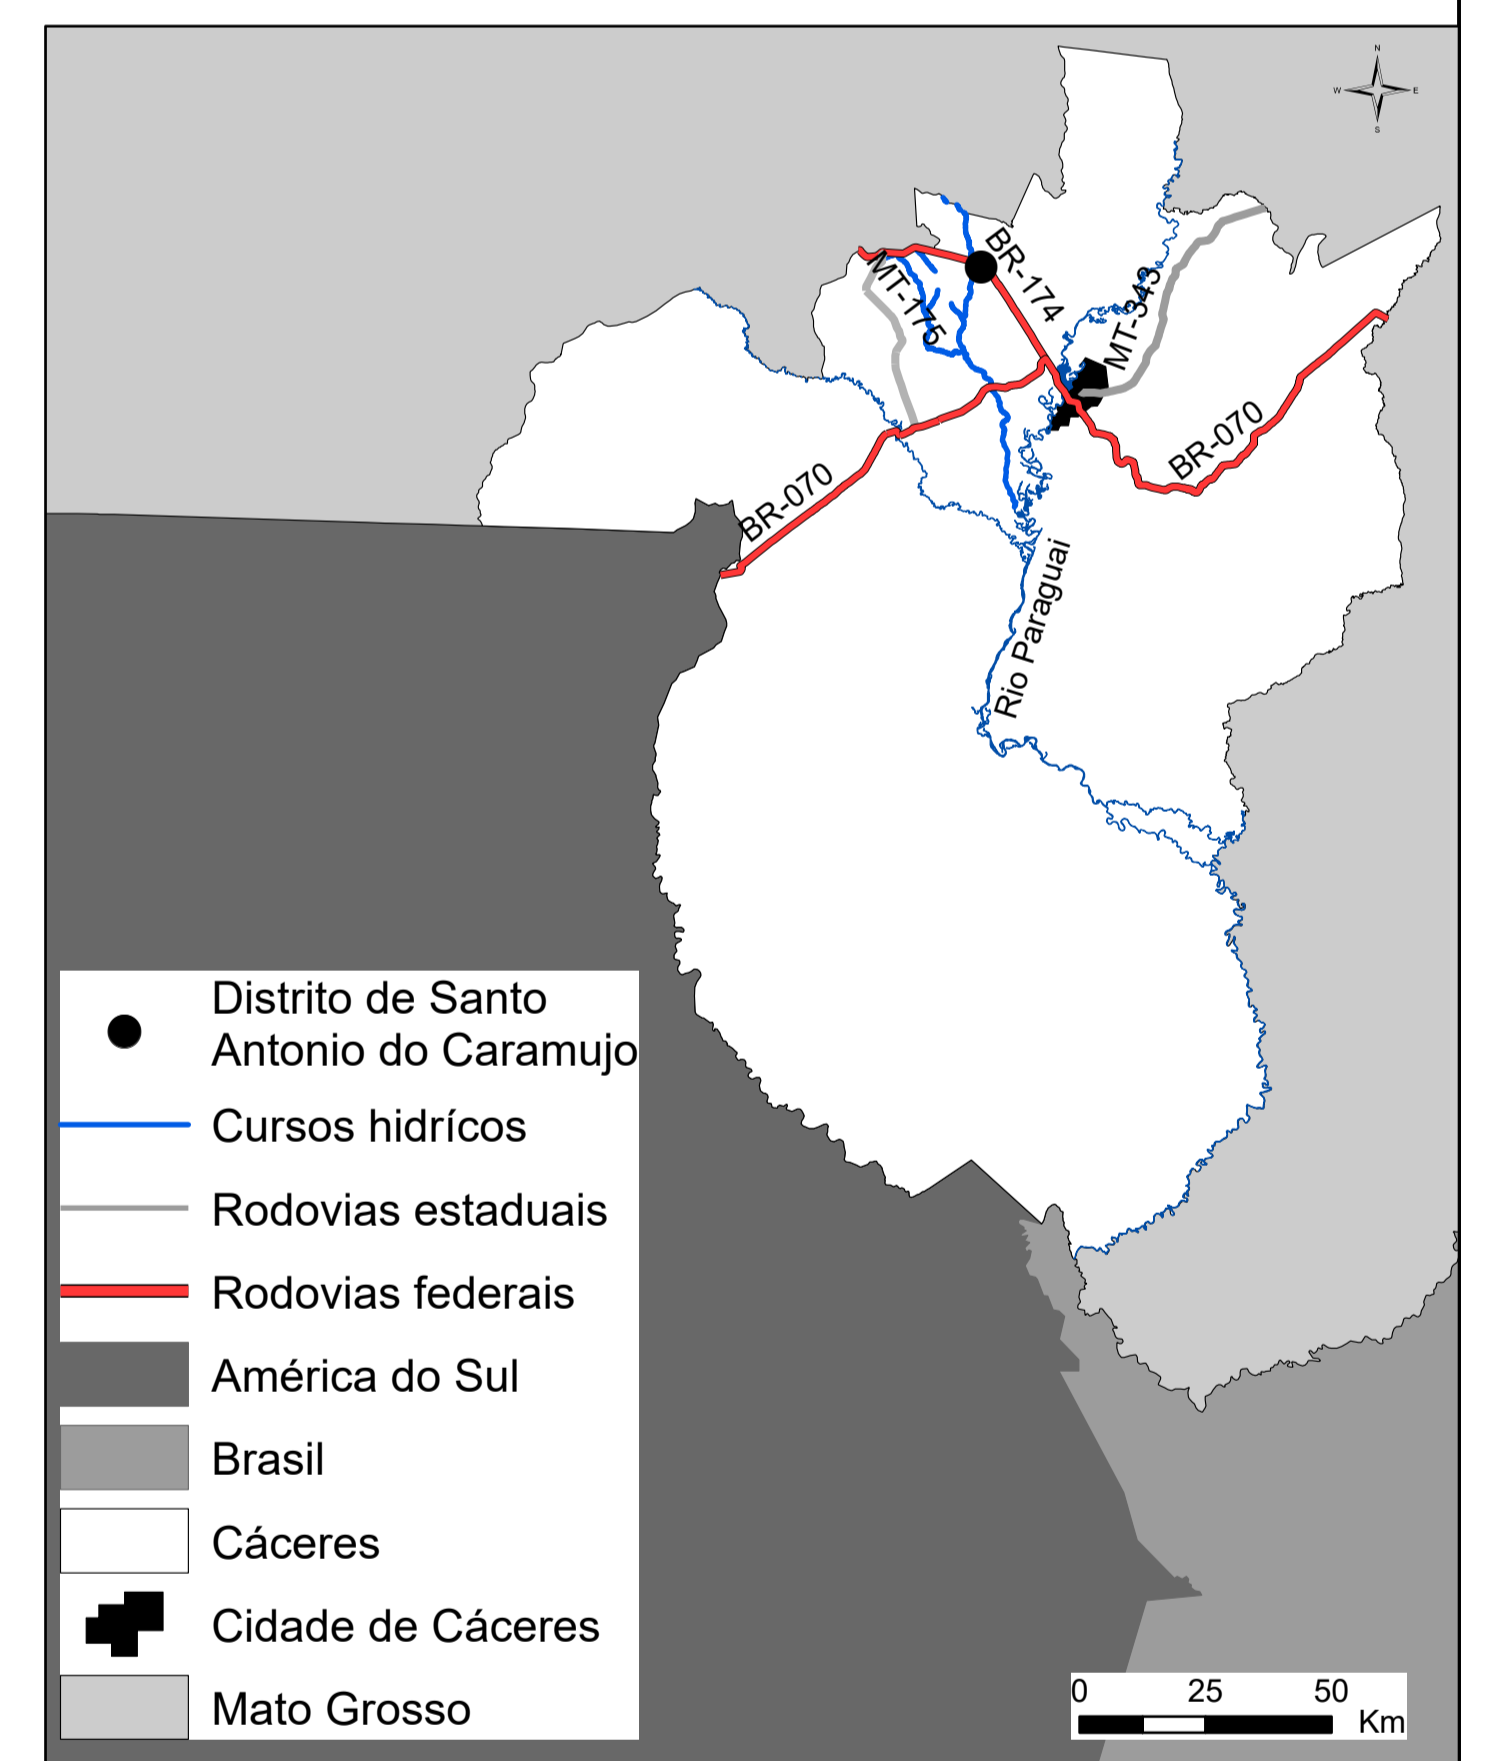 N
W
E
S
BR-174
MT-175
MT-343
BR-070
BR-070
Rio Paraguai
Distrito de Santo
Antonio do Caramujo
Cursos hidrícos
Rodovias estaduais
Rodovias federais
América do Sul
Brasil
Cáceres
Cidade de Cáceres
Mato Grosso
0 25 50
Km